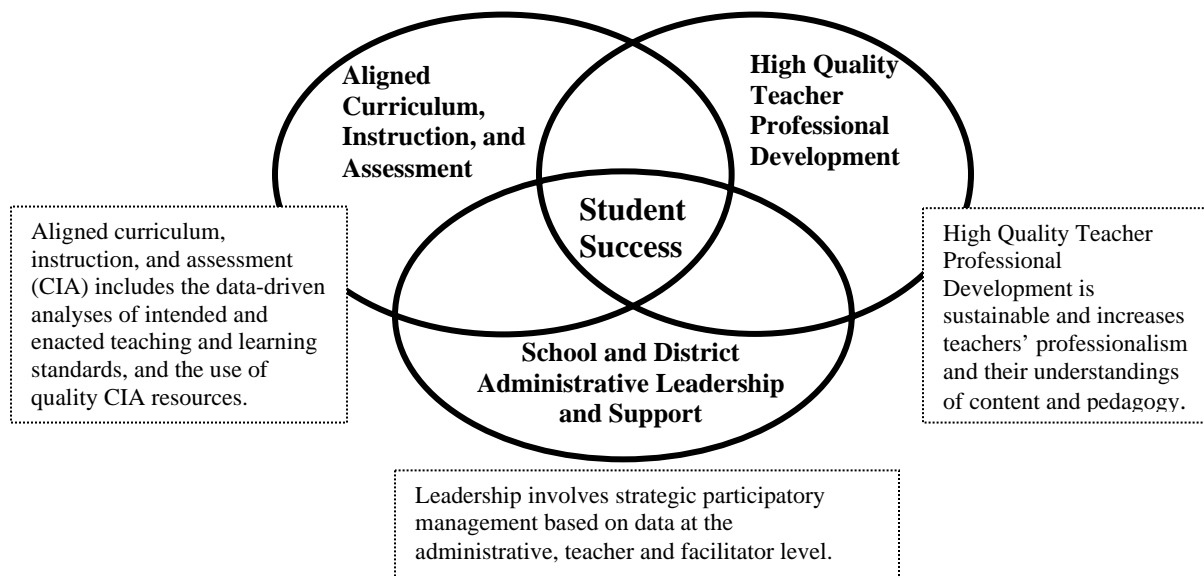 Aligned
Curriculum,
Instruction, and
Assessment
High Quality
Teacher
Professional
Development
Student
Success
Aligned curriculum,
instruction, and assessment
(CIA) includes the data-driven
analyses of intended and
enacted teaching and learning
standards, and the use of
quality CIA resources.
High Quality Teacher
Professional
Development is
sustainable and increases
teachers’ professionalism
and their understandings
of content and pedagogy.
School and District
Administrative Leadership
and Support
Leadership involves strategic participatory
management based on data at the
administrative, teacher and facilitator level.